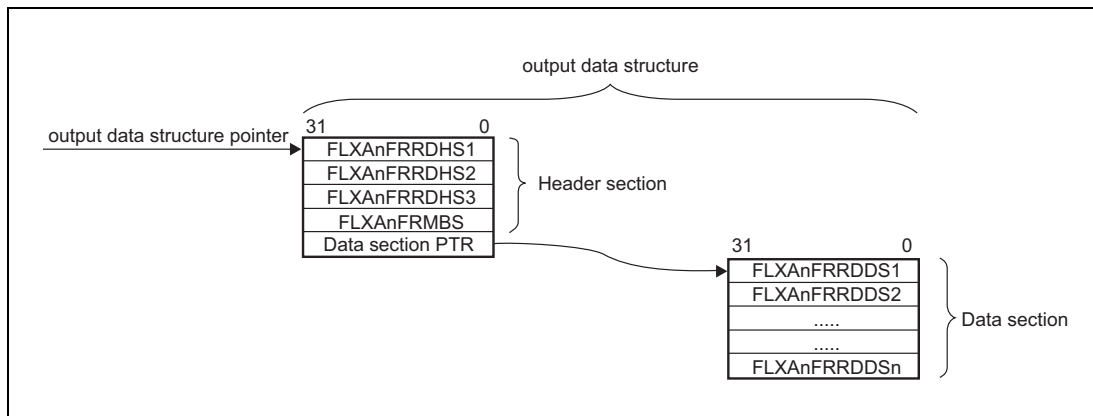 output data structure
output data structure pointer
31 0
FLXAnFRRDHS1
FLXAnFRRDHS2
FLXAnFRRDHS3
FLXAnFRMBS
Data section PTR
Header section
31 0
FLXAnFRRDDS1
FLXAnFRRDDS2
.....
.....
FLXAnFRRDDSn
Data section